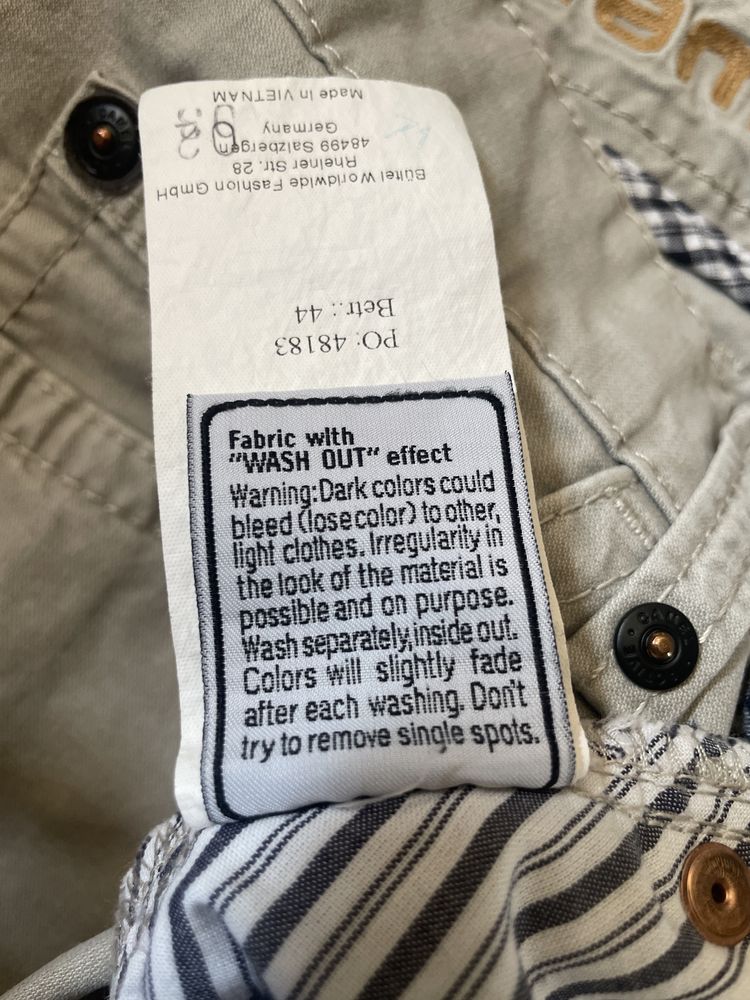 Made in VIETNAM
Germany
48499 Salzbergen
Rheiner Str. 28
Bültel Worldwide Fashion GmbH
Betr.: 44
PO: 48183
Fabric with
"WASH OUT" effect
Warning:Dark colors could
bleed (losecolor) to other,
light clothes. Irregularity in
the look of the material is
possible and on purpose.
Wash separately,inside out.
Colors will slightly fade
after each washing. Don't
try to remove single spots.
CAMEL
ACTIVE